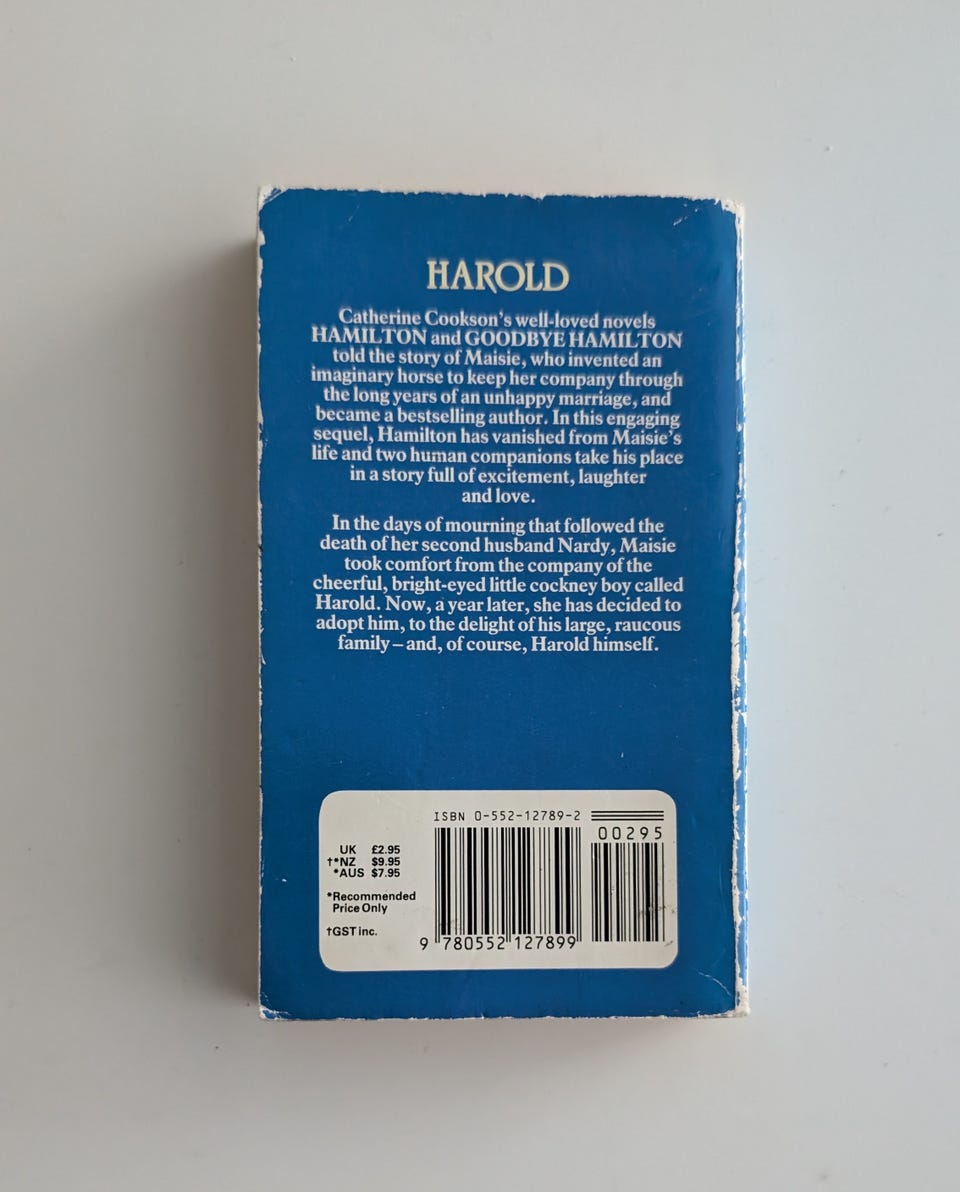 HAROLD
Catherine Cookson's well-loved novels
HAMILTON and GOODBYE HAMILTON
told the story of Maisie, who invented an
imaginary horse to keep her company through
the long years of an unhappy marriage, and
became a bestselling author. In this engaging
sequel, Hamilton has vanished from Maisie's
life and two human companions take his place
in a story full of excitement, laughter
and love.
In the days of mourning that followed the
death of her second husband Nardy, Maisie
took comfort from the company of the
cheerful, bright-eyed little cockney boy called
Harold. Now, a year later, she has decided to
adopt him, to the delight of his large, raucous
family – and, of course, Harold himself.
UK £2.95
†*NZ $9.95
*AUS $7.95
*Recommended
Price Only
†GST inc.
ISBN 0-552-12789-2
00295
9 780552 127899